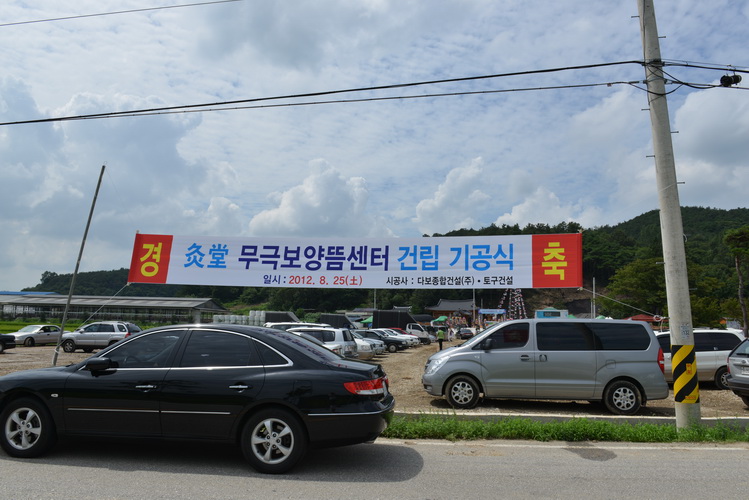 경 灸堂 무극보양뜸센터 건립 기공식 축
일시: 2012. 8. 25(土) 시공사: 다보종합건설(주)·토구건설